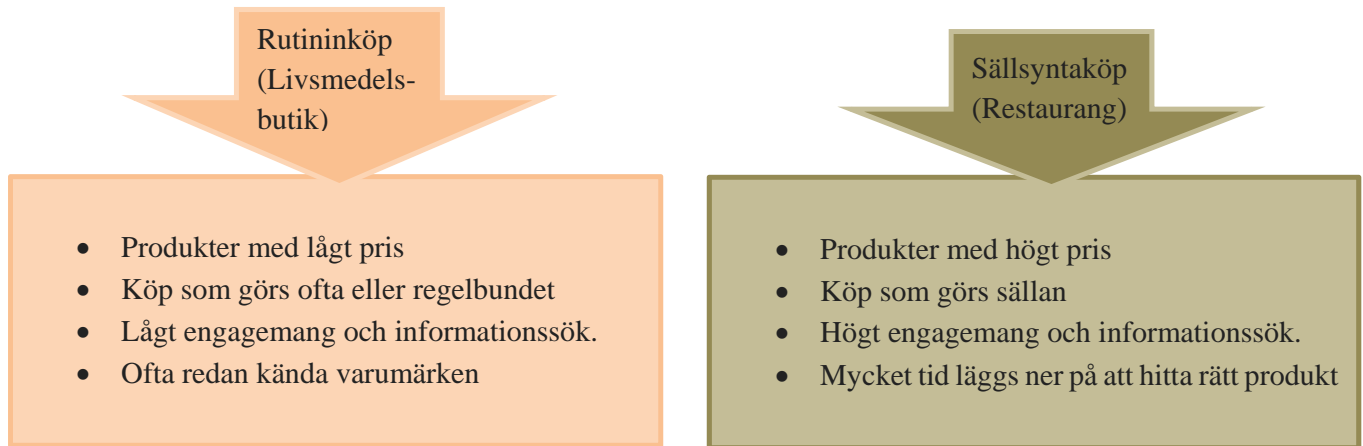 Rutininköp
(Livsmedels-
butik)
• Produkter med lågt pris
• Köp som görs ofta eller regelbundet
• Lågt engagemang och informationssök.
• Ofta redan kända varumärken
Sällsyntaköp
(Restaurang)
• Produkter med högt pris
• Köp som görs sällan
• Högt engagemang och informationssök.
• Mycket tid läggs ner på att hitta rätt produkt